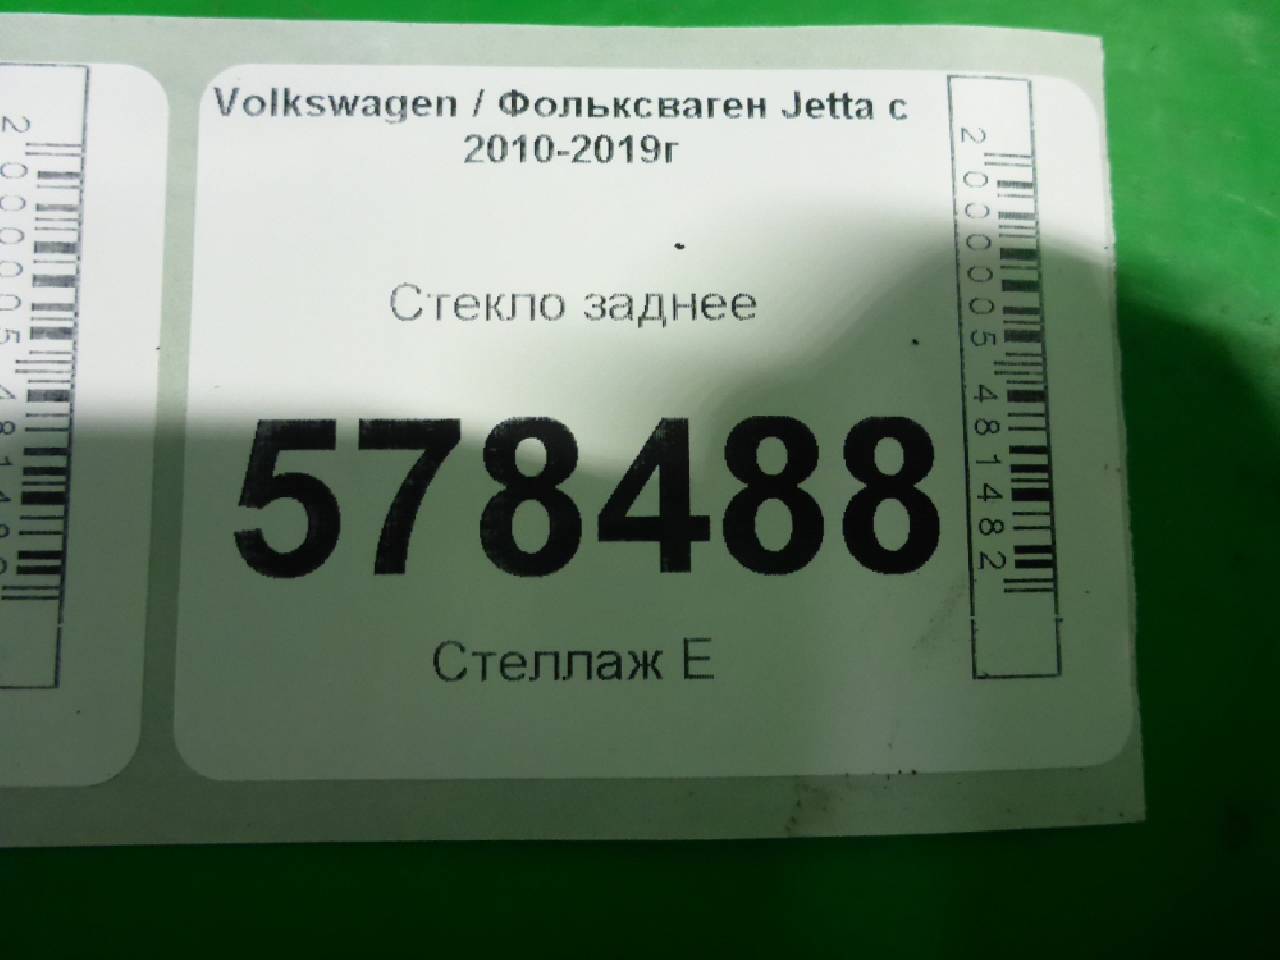 Volkswagen / Фольксваген Jetta с
2010-2019г
Стекло заднее
578488
Стеллаж Е
2000005481482